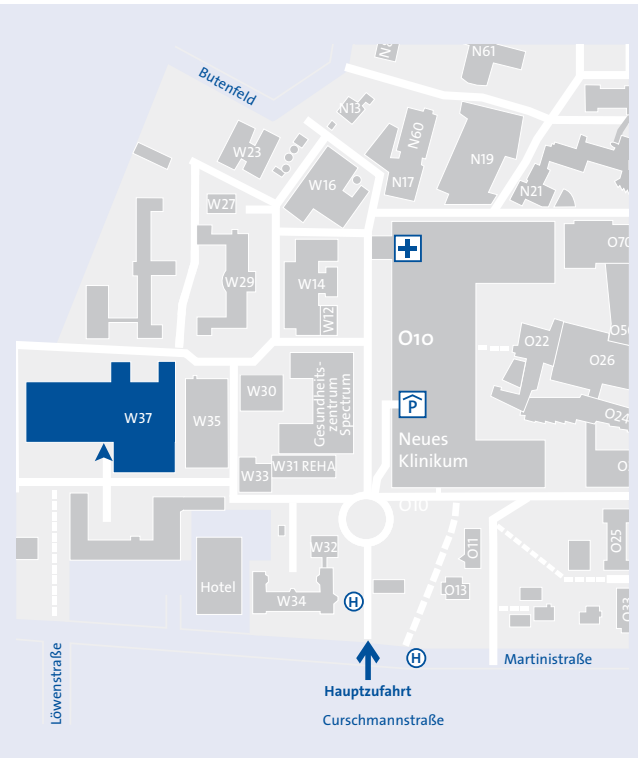 N61
Butenfeld
N13
N60
W23
N19
W16
N17
N21
W27
O70
W29
W14
W12
O10
O22
O26
Gesundheits-
zentrum
Spectrum
W30
P
W37
W35
O24
Neues
Klinikum
W31 REHA
W33
O10
O25
O11
W32
Hotel
O13
W34
H
O33
H
Löwenstraße
Martinistraße
Hauptzufahrt
Curschmannstraße